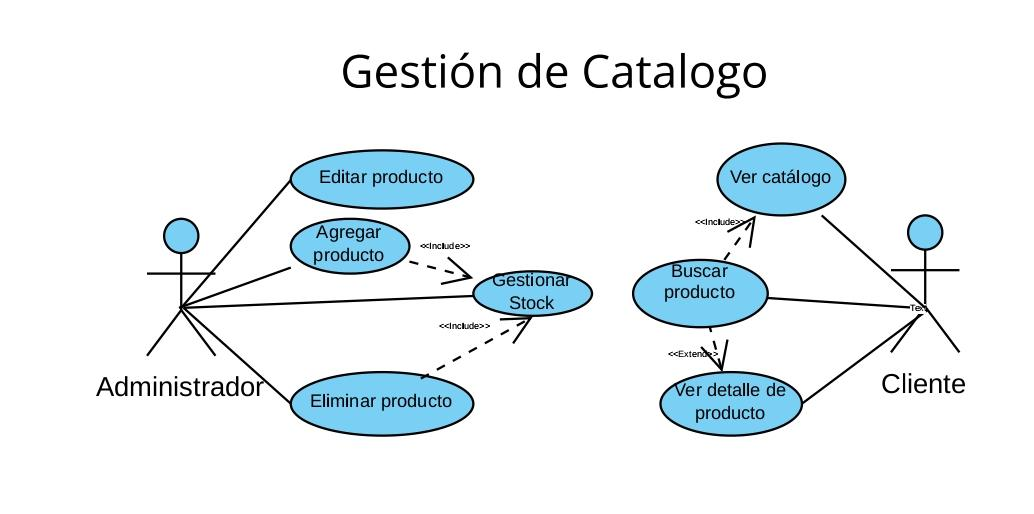 Gestión de Catalogo
Editar producto
Agregar
producto
<<Include>>
Gestionar
Stock
<<Include>>
Eliminar producto
Administrador
Ver catálogo
<<Include>>
Buscar
producto
<<Extend>>
Ver detalle de
producto
Text
Cliente